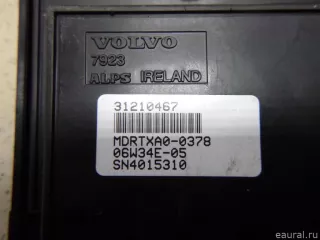 VOLVO
7923
ALPS IRELAND
31210467
MDRTXA0-0378
06W34E-05
SN4015310
eaural.ru